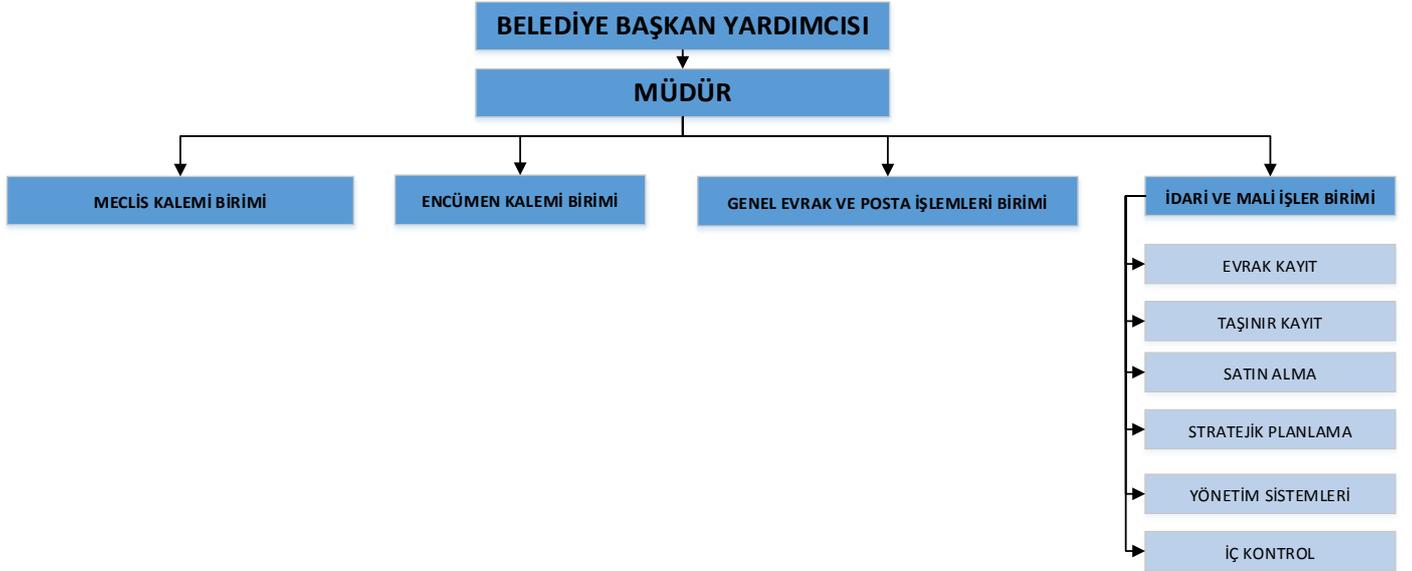 BELEDİYE BAŞKAN YARDIMCISI
MÜDÜR
MECLİS KALEMİ BİRİMİ
ENCÜMEN KALEMİ BİRİMİ
GENEL EVRAK VE POSTA İŞLEMLERİ BİRİMİ
İDARİ VE MALİ İŞLER BİRİMİ
EVRAK KAYIT
TAŞINIR KAYIT
SATIN ALMA
STRATEJİK PLANLAMA
YÖNETİM SİSTEMLERİ
İÇ KONTROL